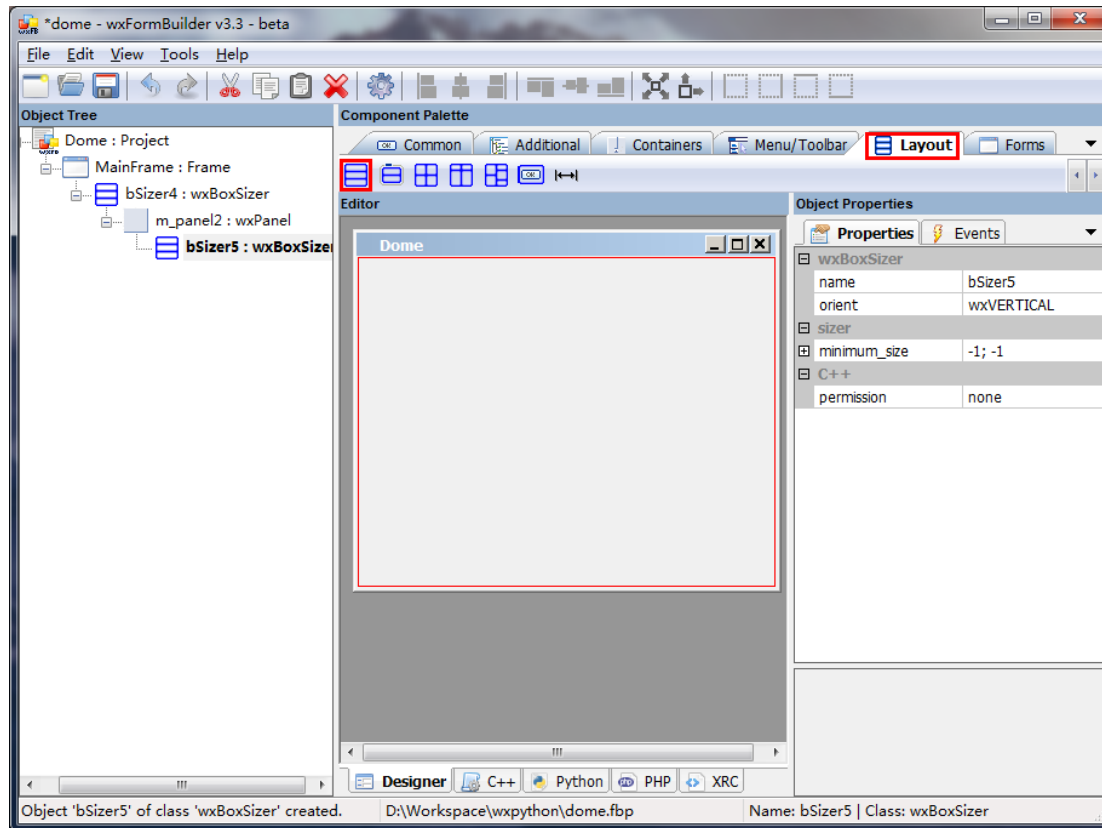 *dome - wxFormBuilder v3.3 - beta
File Edit View Tools Help
Object Tree
Component Palette
Dome : Project
MainFrame : Frame
bSizer4 : wxBoxSizer
m_panel2 : wxPanel
bSizer5 : wxBoxSizer
Common Additional Containers Menu/Toolbar Layout Forms
Editor
Dome
Object Properties
Properties Events
wxBoxSizer
name bSizer5
orient wxVERTICAL
sizer
minimum_size -1; -1
C++
permission none
Designer C++ Python PHP XRC
Object 'bSizer5' of class 'wxBoxSizer' created. D:\Workspace\wxpython\dome.fbp Name: bSizer5 | Class: wxBoxSizer